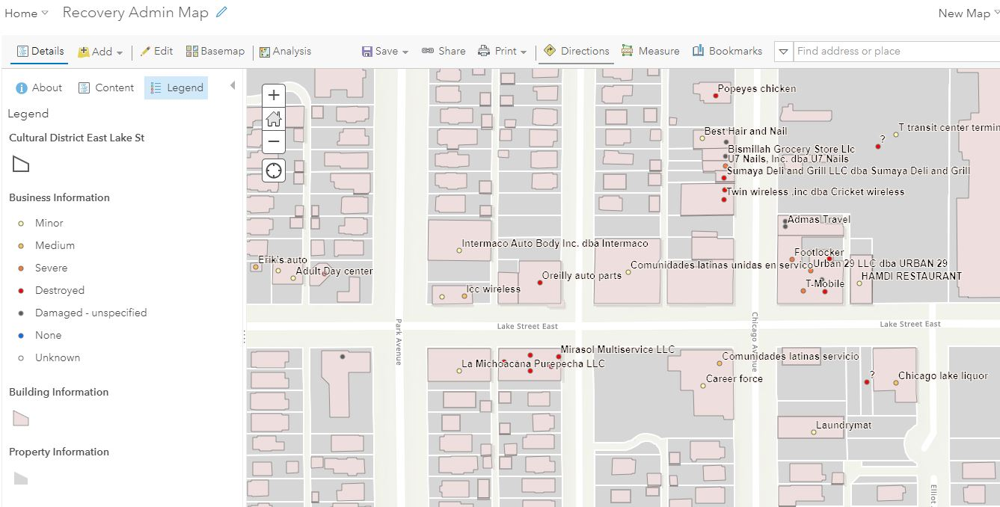 Home
Recovery Admin Map
New Map
Details
Add
Edit
Basemap
Analysis
Save
Share
Print
Directions
Measure
Bookmarks
Find address or place
About
Content
Legend
Legend
Cultural District East Lake St
Business Information
Minor
Medium
Severe
Destroyed
Damaged - unspecified
None
Unknown
Building Information
Property Information
Popeyes chicken
T transit center termin
?
Best Hair and Nail
Bismillah Grocery Store Llc
U7 Nails, Inc. dba U7 Nails
Sumaya Deli and Grill LLC dba Sumaya Deli and Grill
Twin wireless ,inc dba Cricket wireless
Admas Travel
Intermaco Auto Body Inc. dba Intermaco
Footlocker
Erik's auto
Adult Day center
Comunidades latinas unidas en servico
Urban 29 LLC dba URBAN 29
Oreilly auto parts
HAMDI RESTAURANT
T-Mobile
Icc wireless
Lake Street East
Lake Street East
Park Avenue
Chicago Avenue
Mirasol Multiservice LLC
La Michoacana Purepecha LLC
Comunidades latinas servicio
?
Career force
Chicago lake liquor
Laundrymat
Elliot